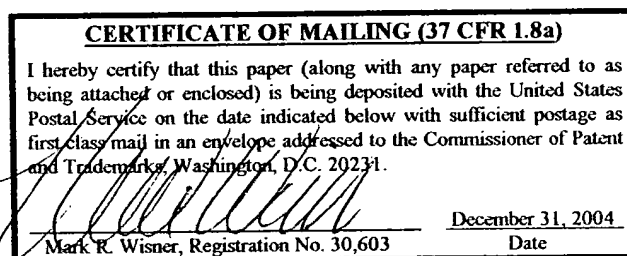 CERTIFICATE OF MAILING (37 CFR 1.8a)
I hereby certify that this paper (along with any paper referred to as
being attached or enclosed) is being deposited with the United States
Postal Service on the date indicated below with sufficient postage as
first class mail in an envelope addressed to the Commissioner of Patent
and Trademarks, Washington, D.C. 20231.
December 31, 2004
Mark R. Wisner, Registration No. 30,603 Date